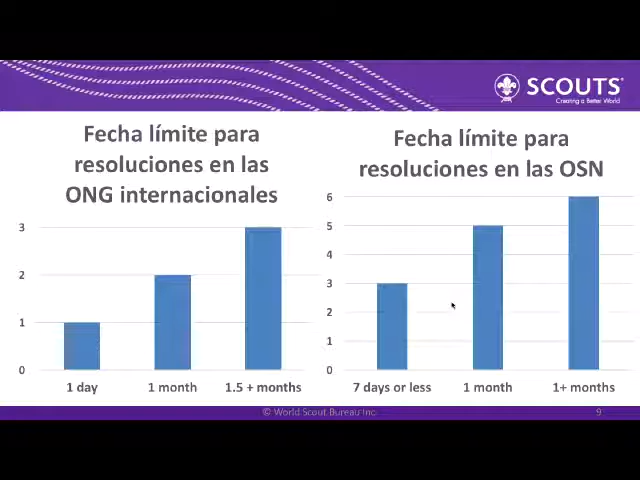 SCOUTS®
Creating a Better World
Fecha límite para
resoluciones en las
ONG internacionales
3
2
1
0
1 day
1 month
1.5 + months
Fecha límite para
resoluciones en las OSN
6
5
4
3
2
1
0
7 days or less
1 month
1+ months
© World Scout Bureau Inc.
9